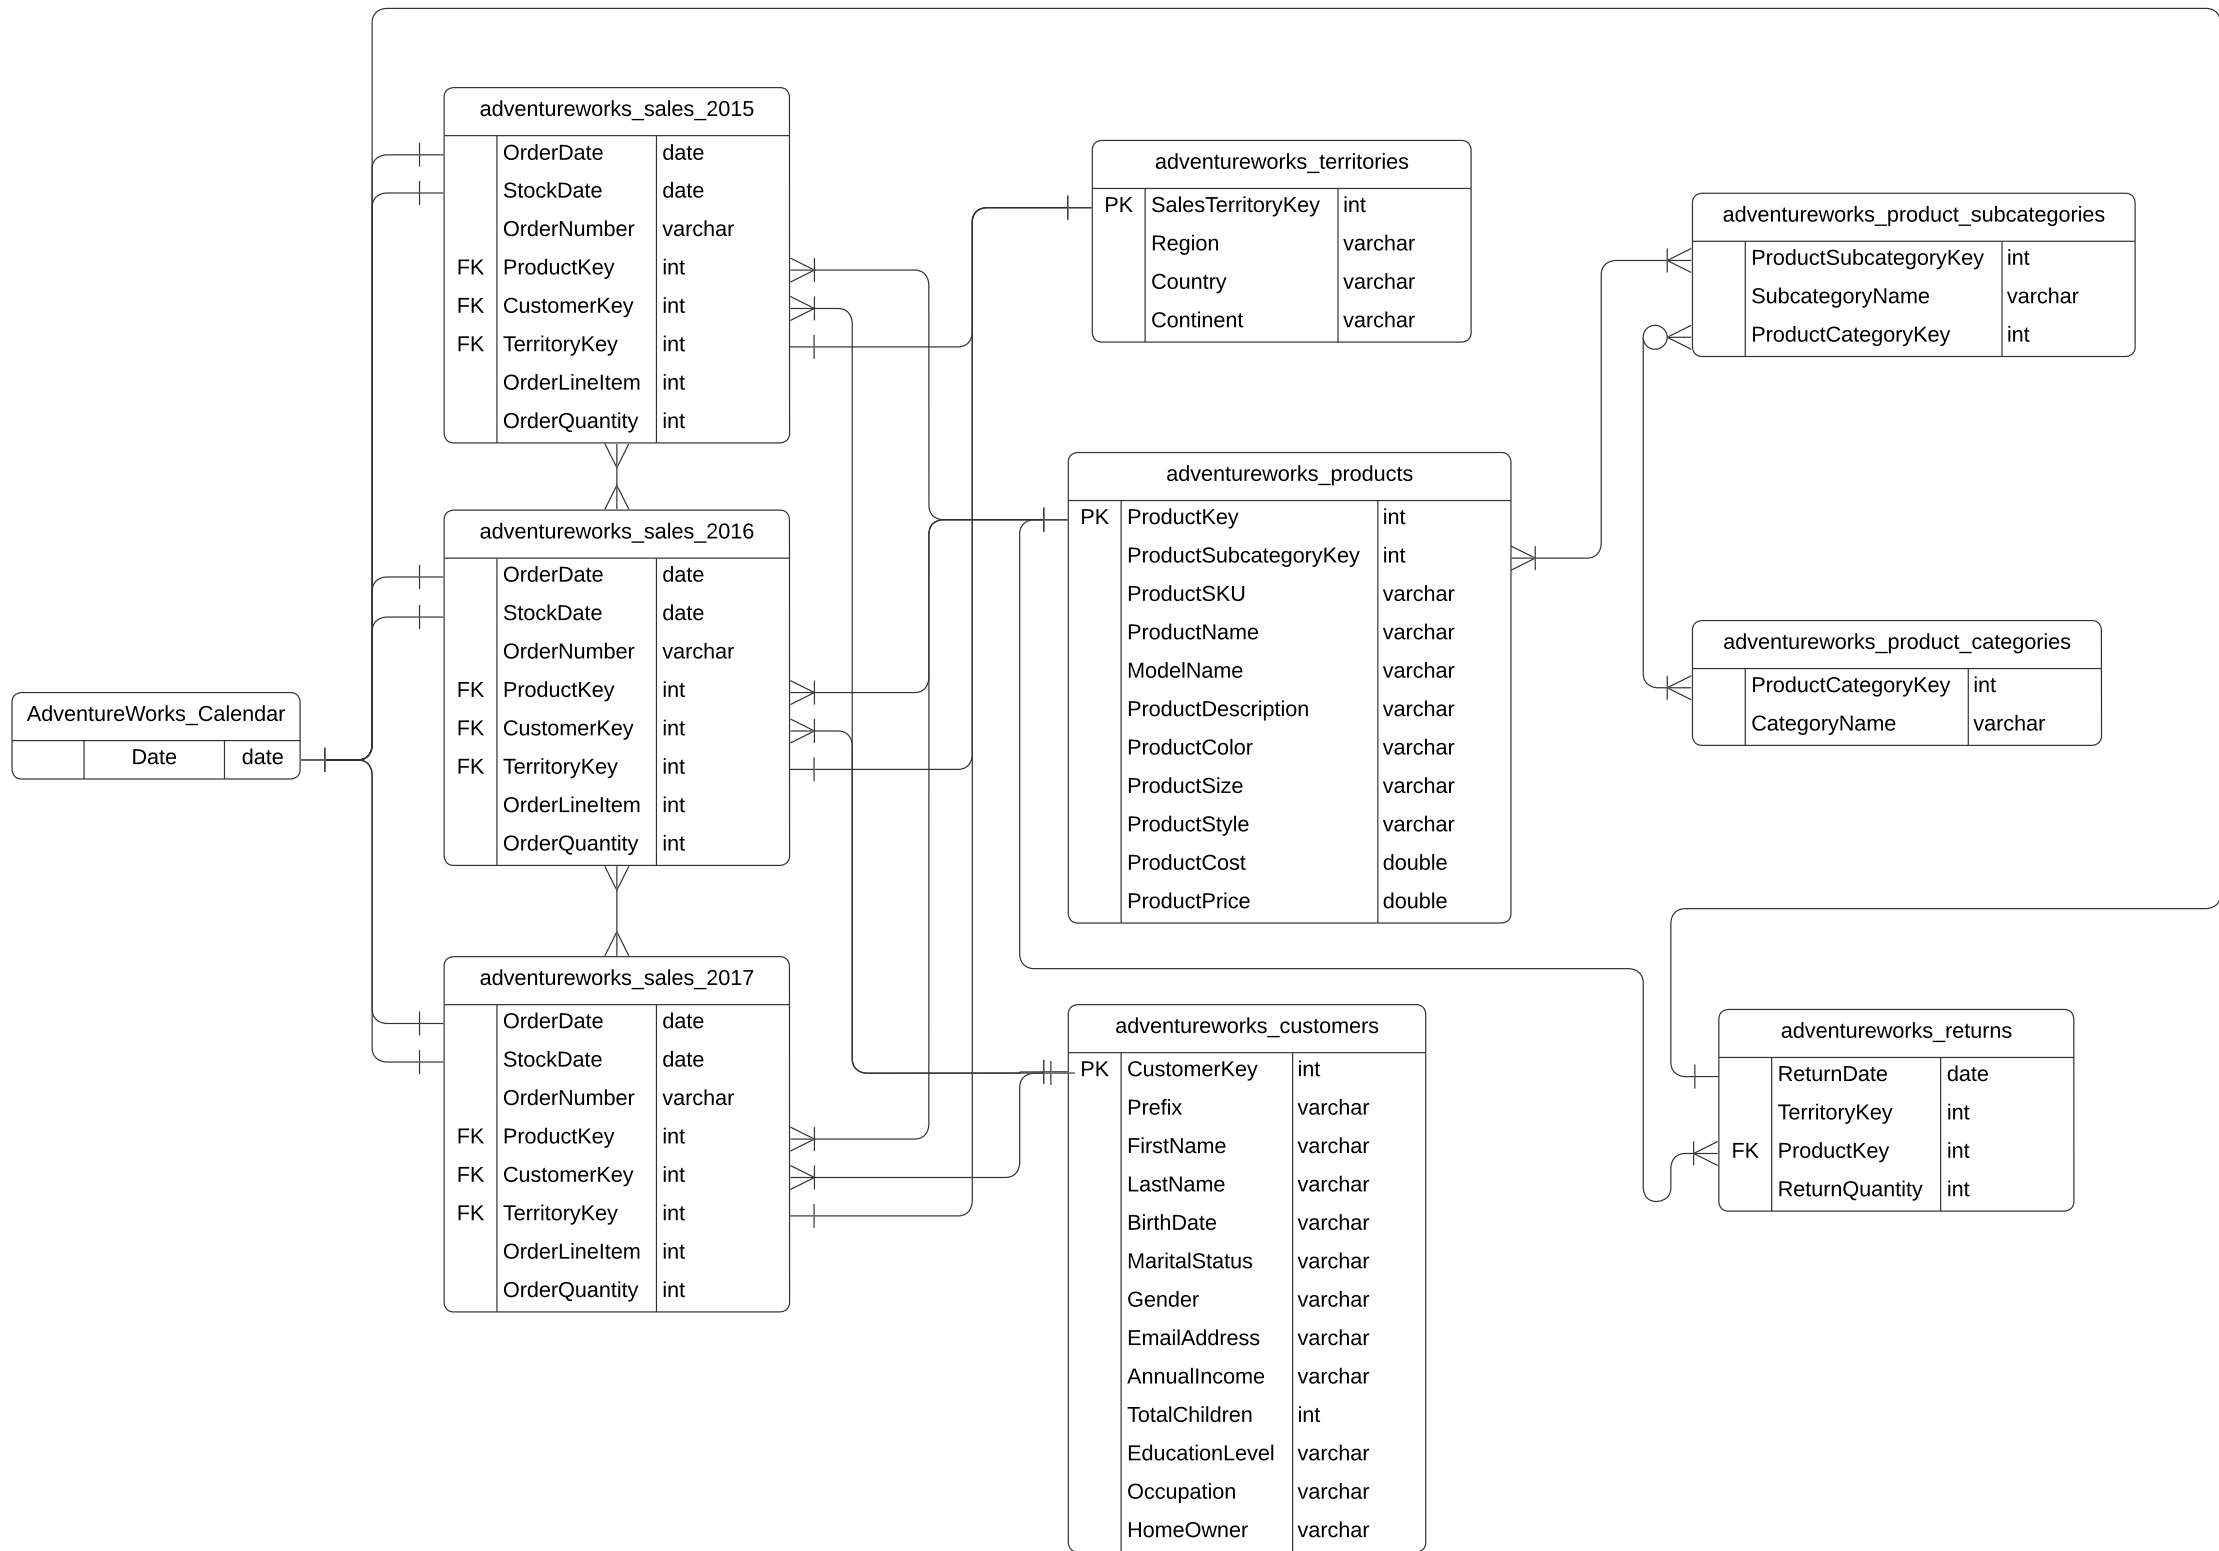 adventureworks_sales_2015
OrderDate date
StockDate date
OrderNumber varchar
FK ProductKey int
FK CustomerKey int
FK TerritoryKey int
OrderLineItem int
OrderQuantity int
adventureworks_territories
PK SalesTerritoryKey int
Region varchar
Country varchar
Continent varchar
adventureworks_product_subcategories
ProductSubcategoryKey int
SubcategoryName varchar
ProductCategoryKey int
adventureworks_sales_2016
OrderDate date
StockDate date
OrderNumber varchar
FK ProductKey int
FK CustomerKey int
FK TerritoryKey int
OrderLineItem int
OrderQuantity int
adventureworks_products
PK ProductKey int
ProductSubcategoryKey int
ProductSKU varchar
ProductName varchar
ModelName varchar
ProductDescription varchar
ProductColor varchar
ProductSize varchar
ProductStyle varchar
ProductCost double
ProductPrice double
adventureworks_product_categories
ProductCategoryKey int
CategoryName varchar
AdventureWorks_Calendar
Date date
adventureworks_sales_2017
OrderDate date
StockDate date
OrderNumber varchar
FK ProductKey int
FK CustomerKey int
FK TerritoryKey int
OrderLineItem int
OrderQuantity int
adventureworks_customers
PK CustomerKey int
Prefix varchar
FirstName varchar
LastName varchar
BirthDate varchar
MaritalStatus varchar
Gender varchar
EmailAddress varchar
AnnualIncome varchar
TotalChildren int
EducationLevel varchar
Occupation varchar
HomeOwner varchar
adventureworks_returns
ReturnDate date
TerritoryKey int
FK ProductKey int
ReturnQuantity int